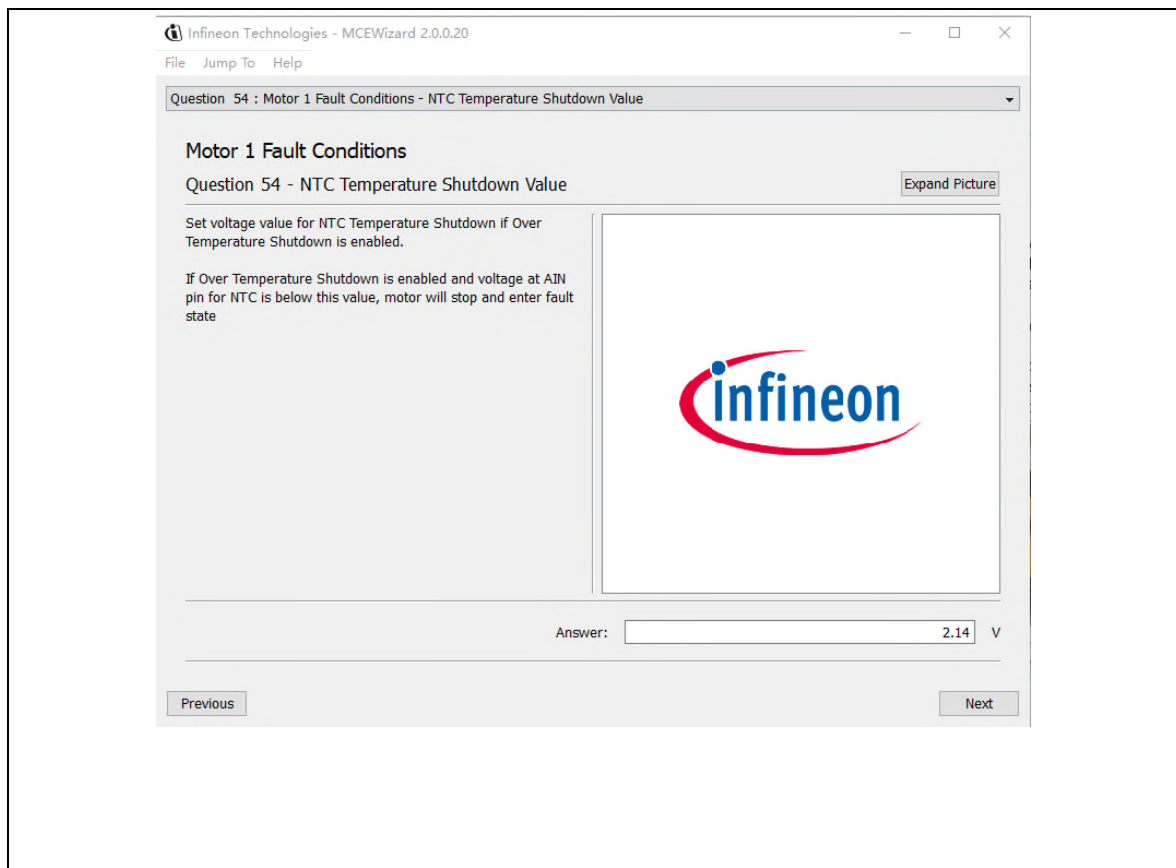 Infineon Technologies - MCEWizard 2.0.0.20
File Jump To Help
Question 54 : Motor 1 Fault Conditions - NTC Temperature Shutdown Value
Motor 1 Fault Conditions
Question 54 - NTC Temperature Shutdown Value
Expand Picture
Set voltage value for NTC Temperature Shutdown if Over
Temperature Shutdown is enabled.
If Over Temperature Shutdown is enabled and voltage at AIN
pin for NTC is below this value, motor will stop and enter fault
state
infineon
Answer: 2.14 V
Previous Next